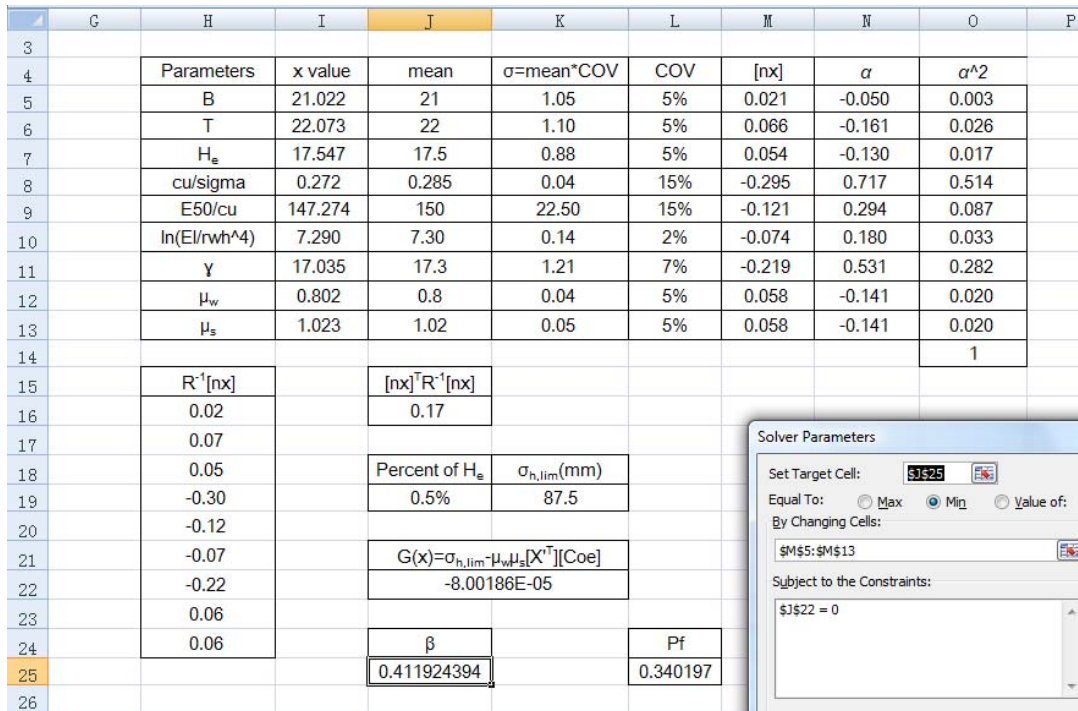 G H I J K L M N O P
3
4 Parameters x value mean σ=mean*COV COV [nx] α α^2
5 B 21.022 21 1.05 5% 0.021 -0.050 0.003
6 T 22.073 22 1.10 5% 0.066 -0.161 0.026
7 Hₑ 17.547 17.5 0.88 5% 0.054 -0.130 0.017
8 cu/sigma 0.272 0.285 0.04 15% -0.295 0.717 0.514
9 E50/cu 147.274 150 22.50 15% -0.121 0.294 0.087
10 ln(EI/rwh^4) 7.290 7.30 0.14 2% -0.074 0.180 0.033
11 ɣ 17.035 17.3 1.21 7% -0.219 0.531 0.282
12 μw 0.802 0.8 0.04 5% 0.058 -0.141 0.020
13 μs 1.023 1.02 0.05 5% 0.058 -0.141 0.020
14 1
15 R⁻¹[nx] [nx]ᵀR⁻¹[nx]
16 0.02 0.17
17 0.07
18 0.05 Percent of Hₑ σh,lim(mm)
19 -0.30 0.5% 87.5
20 -0.12
21 -0.07 G(x)=σh,lim-μwμs[X'ᵀ][Coe]
22 -0.22 -8.00186E-05
23 0.06
24 0.06 β Pf
25 0.411924394 0.340197
26
Solver Parameters
Set Target Cell: $J$25
Equal To: Max Min Value of:
By Changing Cells:
$M$5:$M$13
Subject to the Constraints:
$J$22 = 0